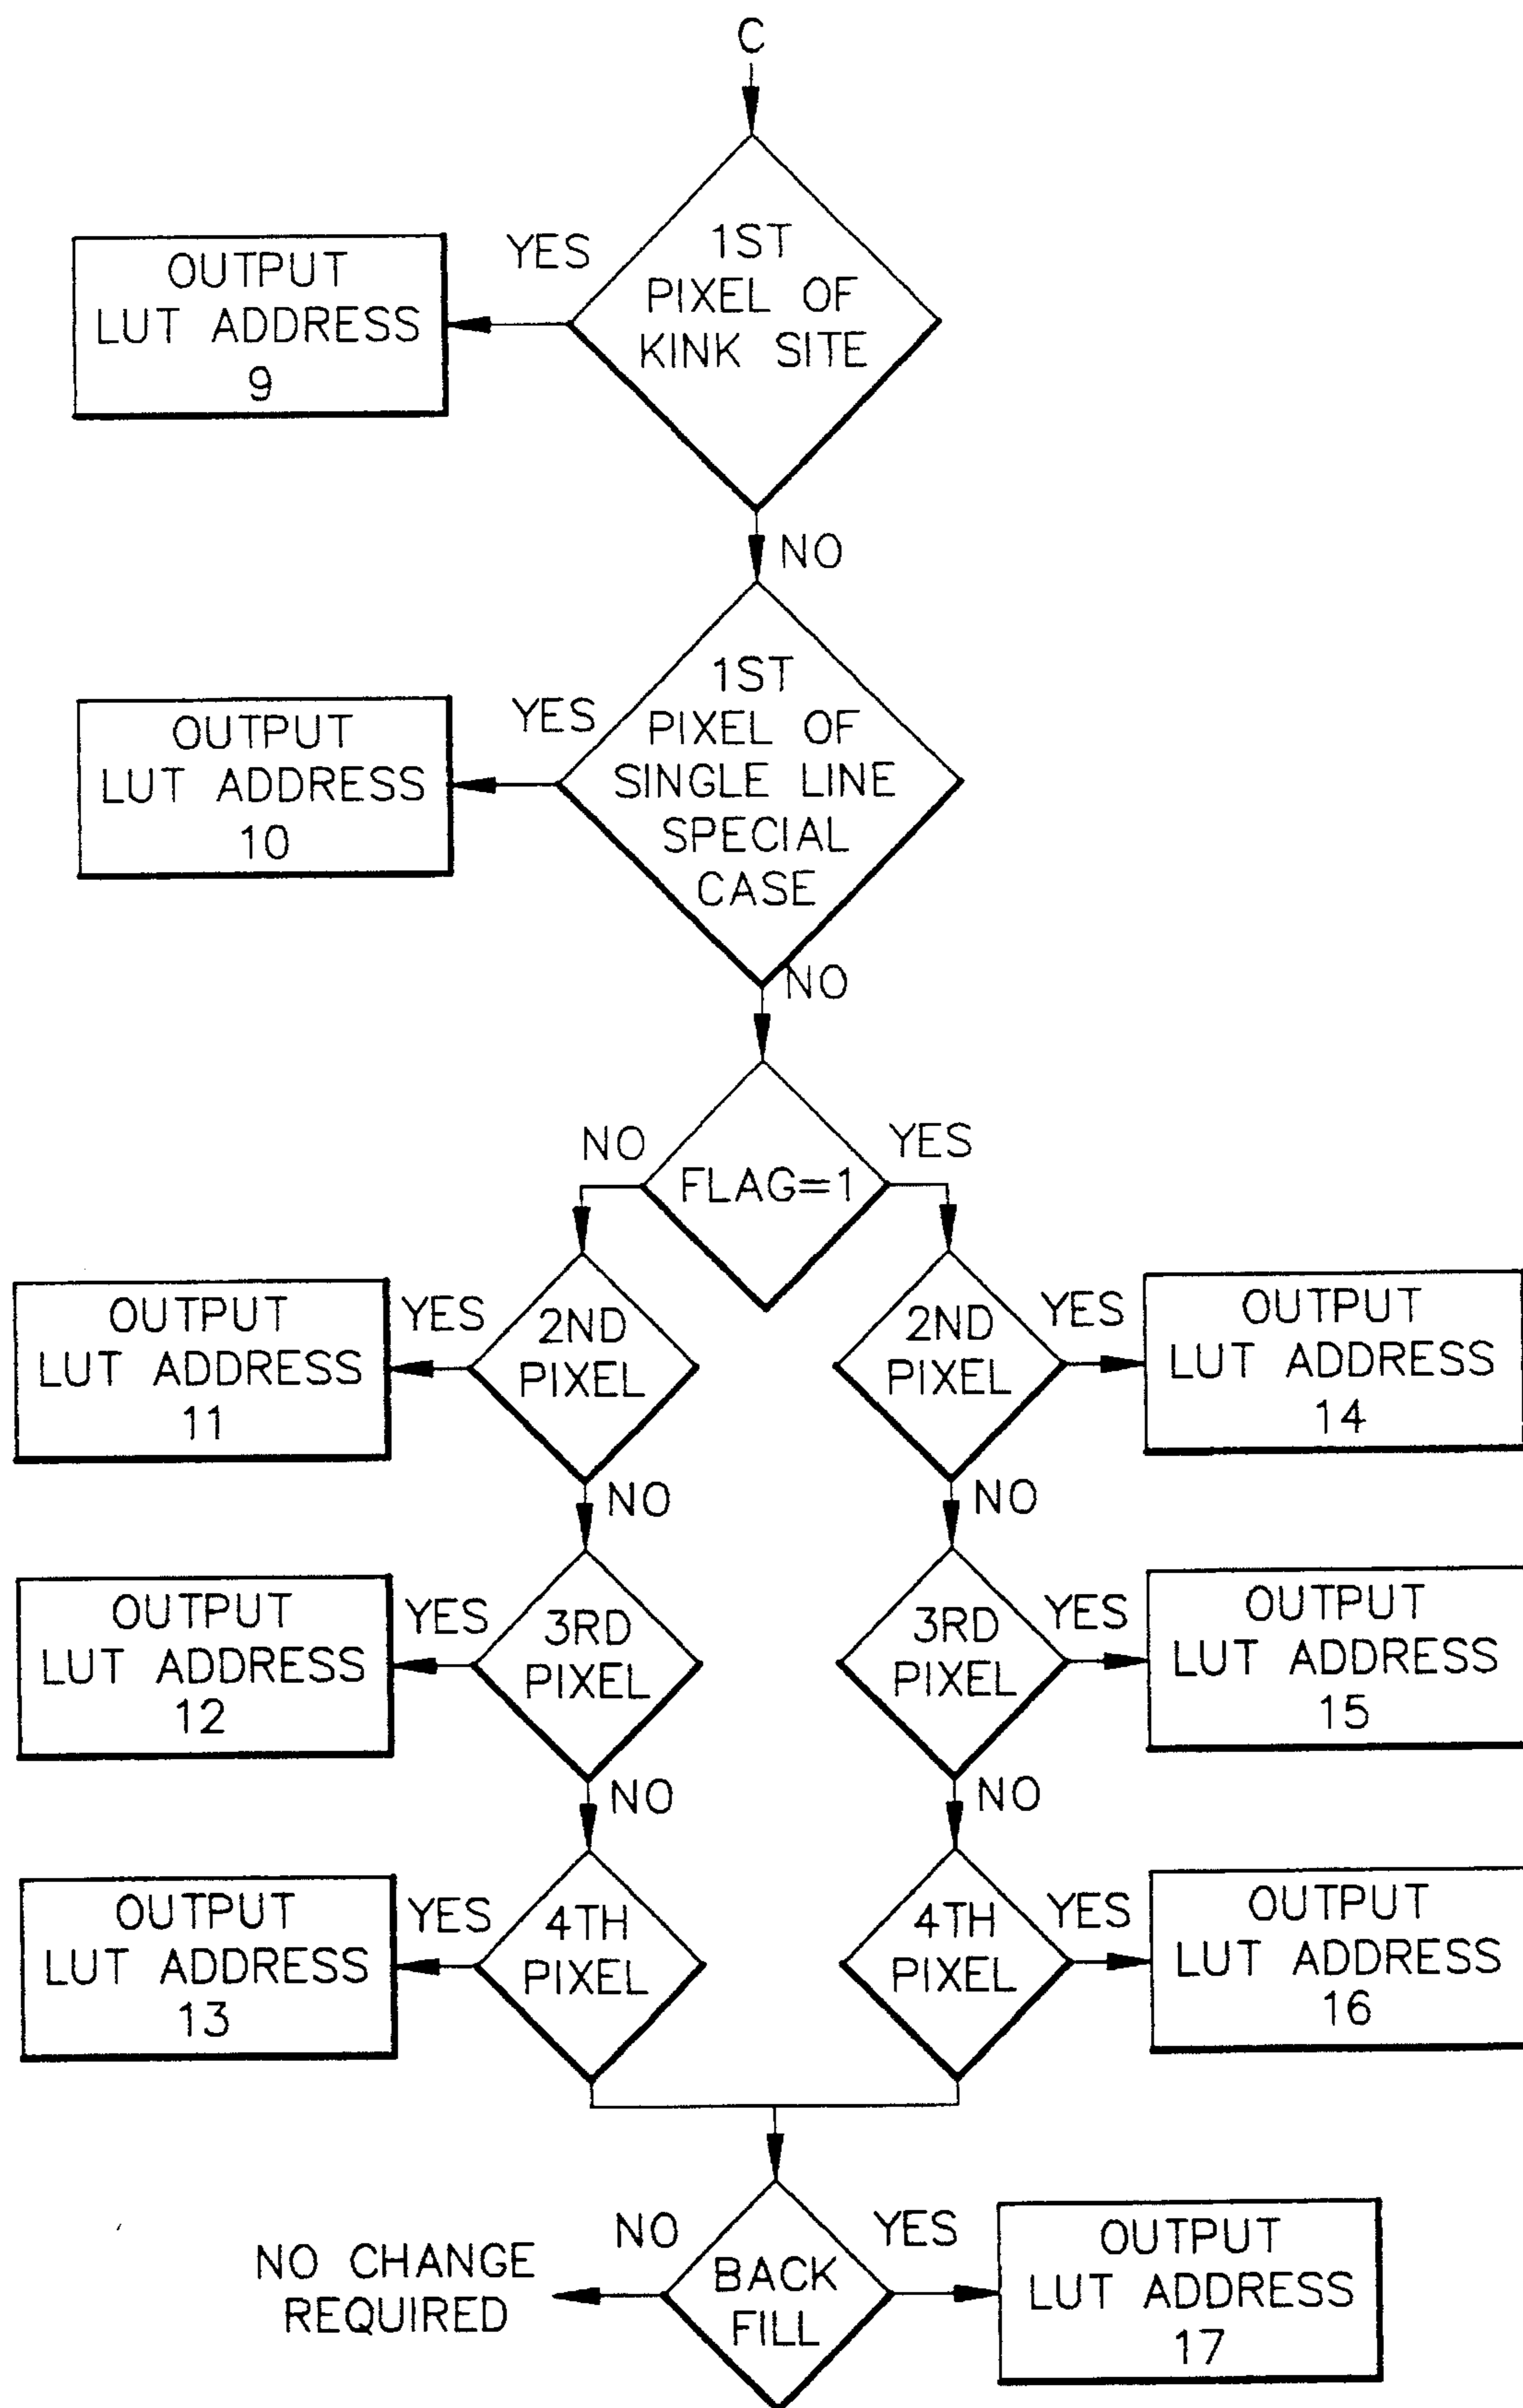 C
1ST
PIXEL OF
KINK SITE
YES
OUTPUT
LUT ADDRESS
9
NO
1ST
PIXEL OF
SINGLE LINE
SPECIAL
CASE
YES
OUTPUT
LUT ADDRESS
10
NO
FLAG=1
NO
YES
2ND
PIXEL
YES
OUTPUT
LUT ADDRESS
11
NO
3RD
PIXEL
YES
OUTPUT
LUT ADDRESS
12
NO
4TH
PIXEL
YES
OUTPUT
LUT ADDRESS
13
2ND
PIXEL
YES
OUTPUT
LUT ADDRESS
14
NO
3RD
PIXEL
YES
OUTPUT
LUT ADDRESS
15
NO
4TH
PIXEL
YES
OUTPUT
LUT ADDRESS
16
BACK
FILL
NO
NO CHANGE
REQUIRED
YES
OUTPUT
LUT ADDRESS
17